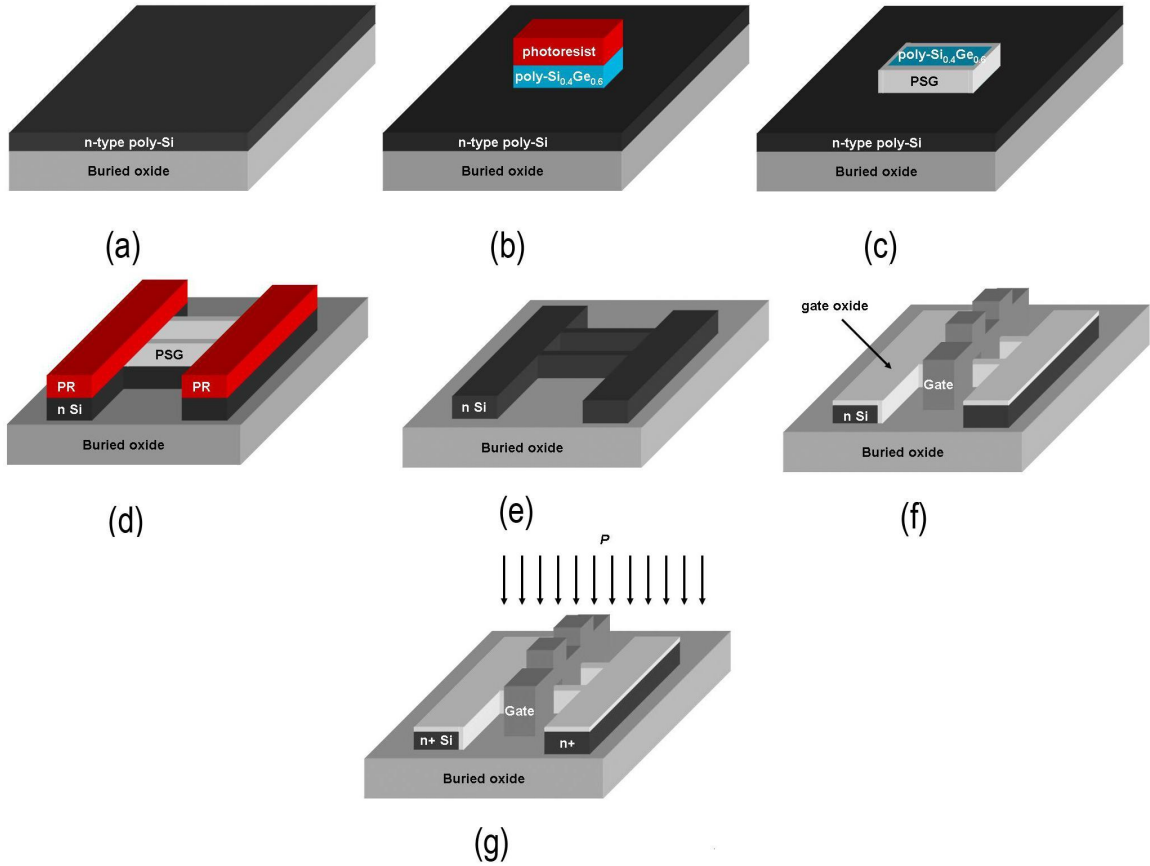 n-type poly-Si
Buried oxide
(a)
photoresist
poly-Si0.4Ge0.6
n-type poly-Si
Buried oxide
(b)
poly-Si0.4Ge0.6
PSG
n-type poly-Si
Buried oxide
(c)
PSG
PR
PR
n Si
Buried oxide
(d)
n Si
Buried oxide
(e)
gate oxide
Gate
n Si
Buried oxide
(f)
P
Gate
n+ Si
n+
Buried oxide
(g)